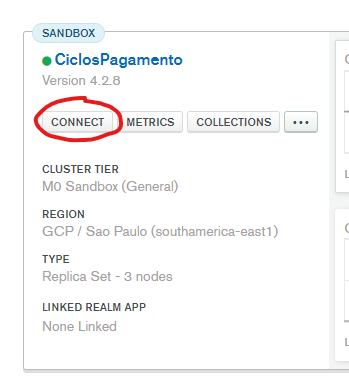 SANDBOX
CiclosPagamento
Version 4.2.8
CONNECT METRICS COLLECTIONS ...
CLUSTER TIER
M0 Sandbox (General)
REGION
GCP / Sao Paulo (southamerica-east1)
TYPE
Replica Set - 3 nodes
LINKED REALM APP
None Linked